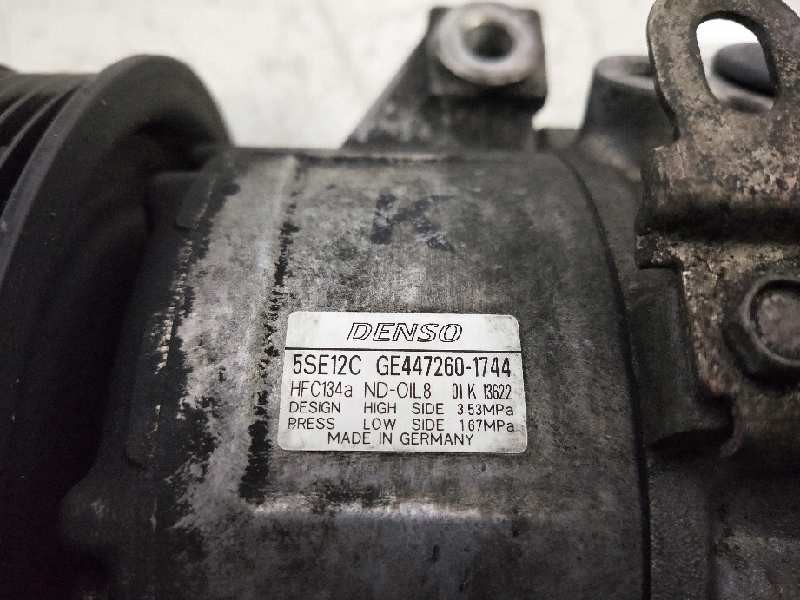 K
DENSO
5SE12C GE447260-1744
HFC134a ND-OIL8 01 K 13622
DESIGN HIGH SIDE 3.53MPa
PRESS LOW SIDE 1.67MPa
MADE IN GERMANY